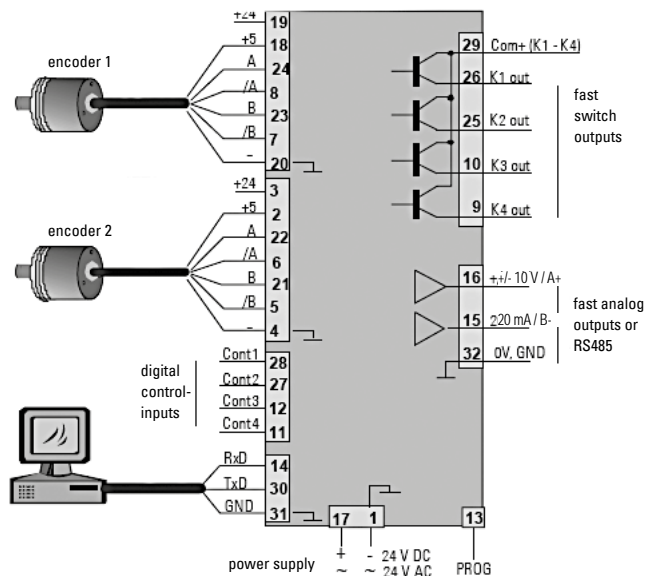 +24 19
encoder 1
+5 18
A 24
/A 8
B 23
/B 7
- 20
+24 3
encoder 2
+5 2
A 22
/A 6
B 21
/B 5
- 4
digital
control-
inputs
Cont1 28
Cont2 27
Cont3 12
Cont4 11
RxD 14
TxD 30
GND 31
29 Com+ (K1 - K4)
26 K1 out
25 K2 out
10 K3 out
9 K4 out
fast
switch
outputs
16 +,+/- 10 V / A+
15 220 mA / B-
32 0V, GND
fast analog
outputs or
RS485
17 1 13
power supply
+ - 24 V DC
~ ~ 24 V AC
PROG